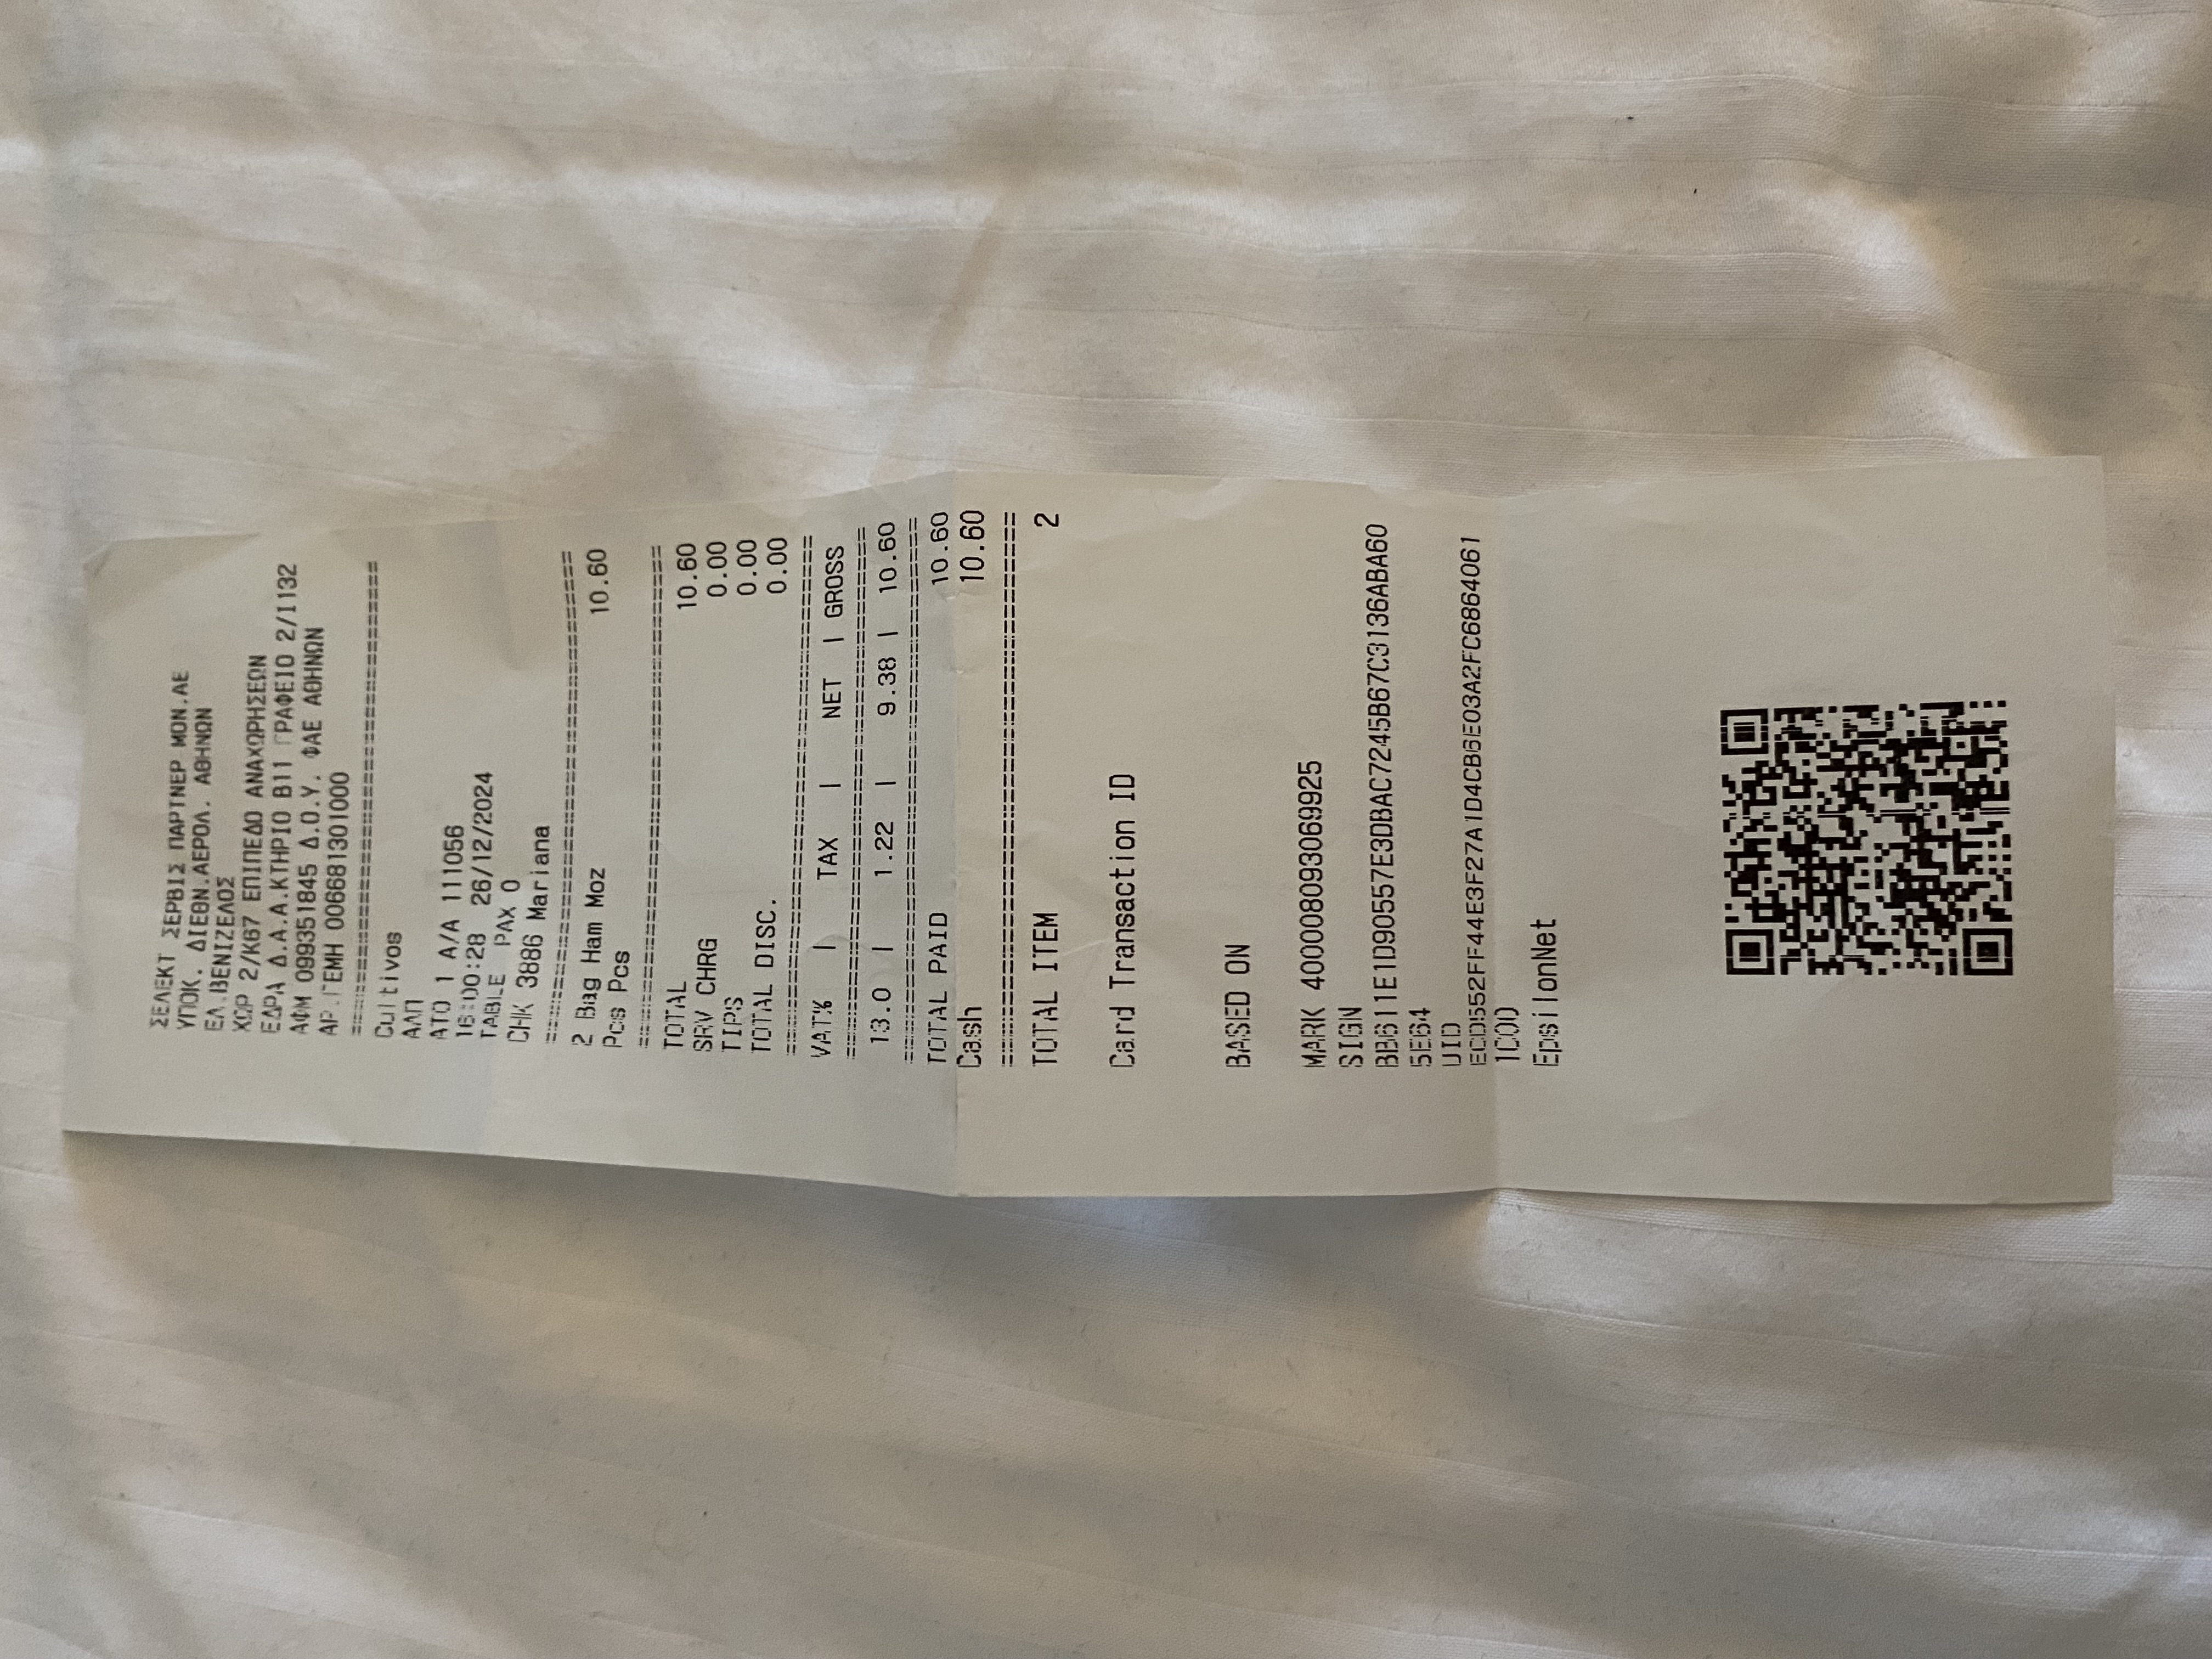 ΣΕΛΕΚΤ ΣΕΡΒΙΣ ΠΑΡΤΝΕΡ ΜΟΝ.ΑΕ
ΥΠΟΚ. ΔΙΕΘΝ.ΑΕΡΟΛ. ΑΘΗΝΩΝ
ΕΛ.ΒΕΝΙΖΕΛΟΣ
ΧΩΡ 2/Κ67 ΕΠΙΠΕΔΟ ΑΝΑΧΩΡΗΣΕΩΝ
ΕΔΡΑ Δ.Α.Α.ΚΤΗΡΙΟ Β11 ΓΡΑΦΕΙΟ 2/Ι132
ΑΦΜ 099351845 Δ.Ο.Υ. ΦΑΕ ΑΘΗΝΩΝ
ΑΡ.ΓΕΜΗ 006681301000
Cultivos
ΑΛΠ
ΑΤΟ 1 Α/Α 111056
16:00:28 26/12/2024
TABLE PAX 0
CHK 3886 Mariana
2 Bag Ham Moz 10.60
Pcs Pcs
TOTAL 10.60
SRV CHRG 0.00
TIPS 0.00
TOTAL DISC. 0.00
VAT% | TAX | NET | GROSS
13.0 | 1.22 | 9.38 | 10.60
TOTAL PAID 10.60
Cash 10.60
TOTAL ITEM 2
Card Transaction ID
BASED ON
MARK 400008093069925
SIGN
BB611E1D90557E3DBAC7245B67C3136ABA60
5E64
UID
ECD552FF44E3F27A1D4CB6E03A2FC6864061
1C00
EpsilonNet